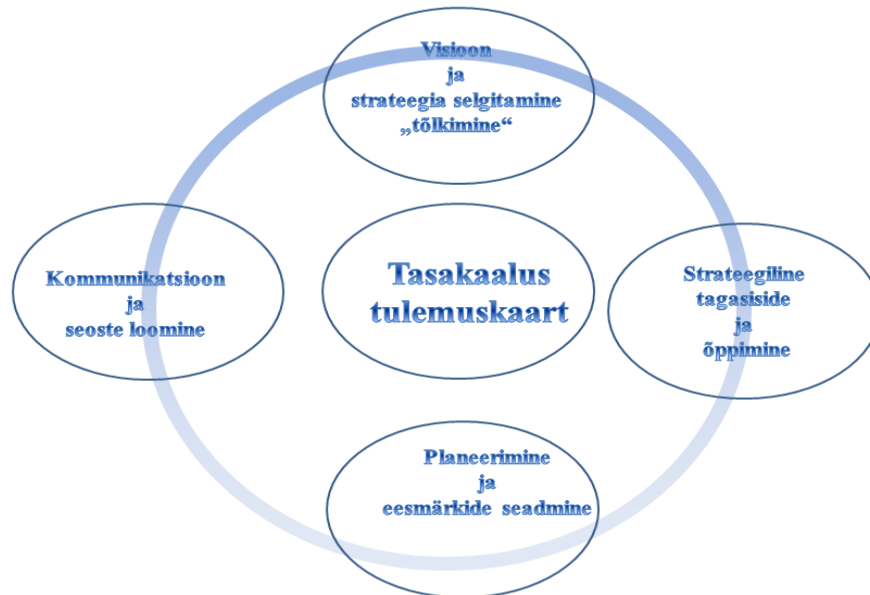 Visioon
ja
strateegia selgitamine
„tõlkimine“
Kommunikatsioon
ja
seoste loomine
Tasakaalus
tulemuskaart
Strateegiline
tagasiside
ja
õppimine
Planeerimine
ja
eesmärkide seadmine